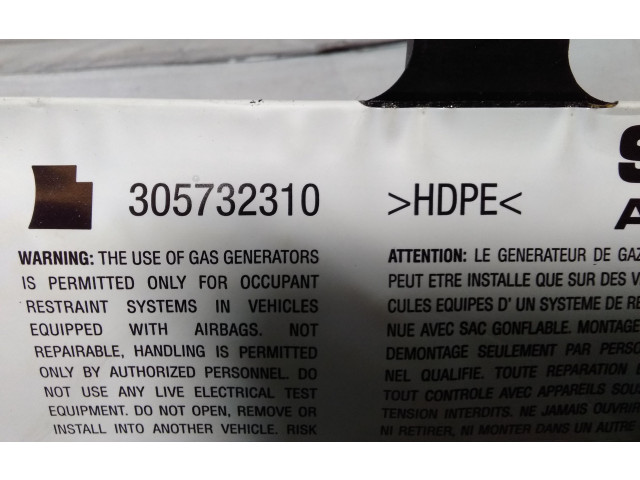 305732310
>HDPE<
S
A
WARNING: THE USE OF GAS GENERATORS
IS PERMITTED ONLY FOR OCCUPANT
RESTRAINT SYSTEMS IN VEHICLES
EQUIPPED WITH AIRBAGS. NOT
REPAIRABLE, HANDLING IS PERMITTED
ONLY BY AUTHORIZED PERSONNEL. DO
NOT USE ANY LIVE ELECTRICAL TEST
EQUIPMENT. DO NOT OPEN, REMOVE OR
INSTALL INTO ANOTHER VEHICLE. RISK
ATTENTION: LE GENERATEUR DE GAZ
PEUT ETRE INSTALLE QUE SUR DES V
CULES EQUIPES D' UN SYSTEME DE RE
NUE AVEC SAC GONFLABLE. MONTAGE
DEMONTAGE SEULEMENT PAR PERSO
NEL QUALIFIE. TOUTE REPARATION E
TOUT CONTROLE AVEC APPAREILS SOUS
TENSION INTERDITS. NE JAMAIS OUVRIR
NI RETIRER, NI MONTER DANS UN AUTRE